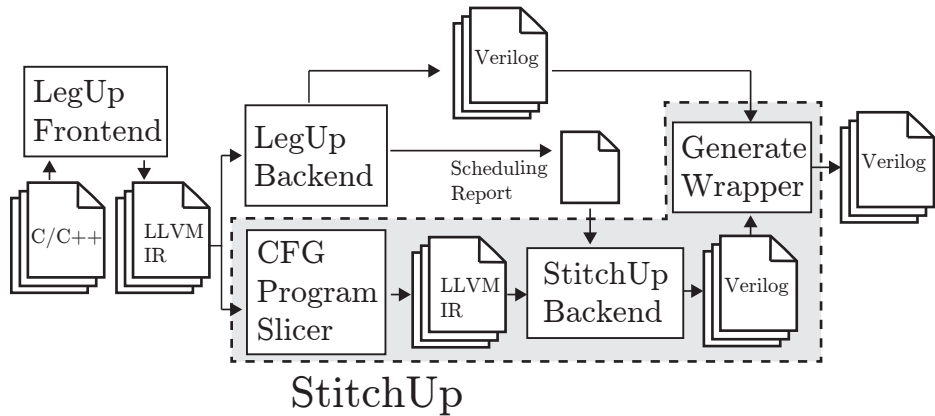 Verilog
LegUp
Frontend
LegUp
Backend
Scheduling
Report
Generate
Wrapper
Verilog
C/C++
LLVM
IR
CFG
Program
Slicer
LLVM
IR
StitchUp
Backend
Verilog
StitchUp